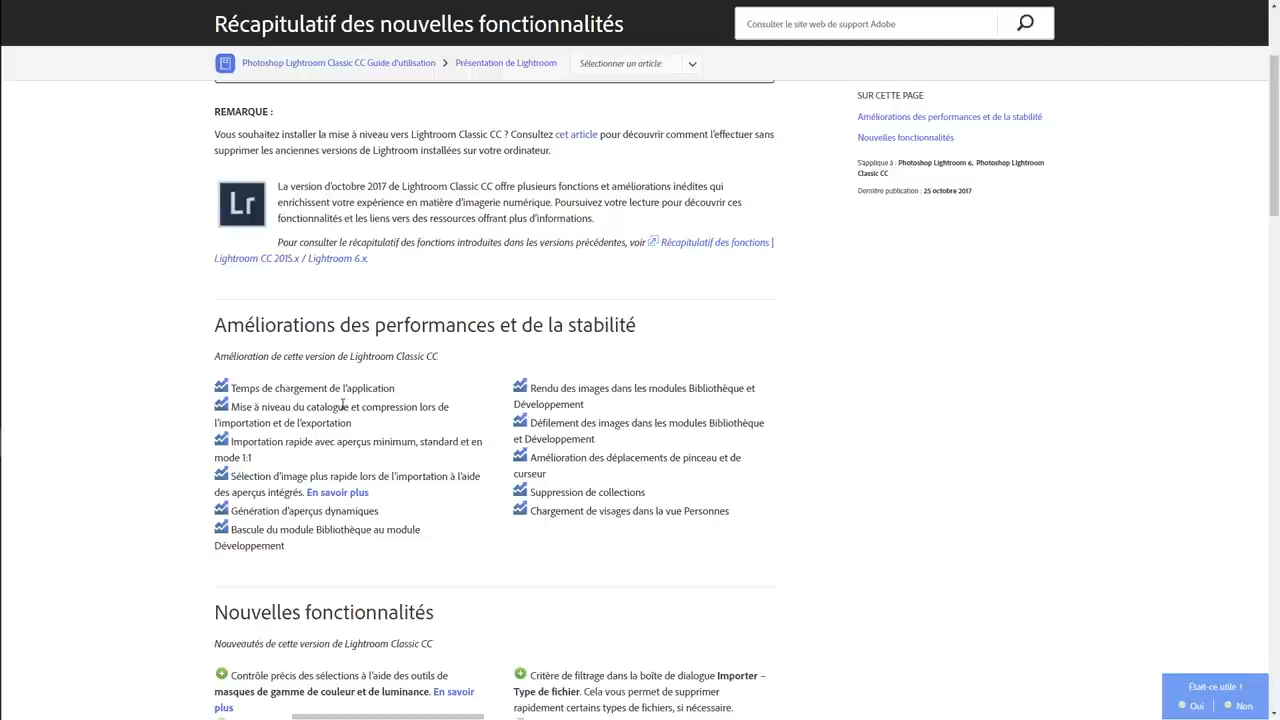 Récapitulatif des nouvelles fonctionnalités
Consulter le site web de support Adobe
Photoshop Lightroom Classic CC Guide d'utilisation
Présentation de Lightroom
Sélectionner un article:
REMARQUE :
Vous souhaitez installer la mise à niveau vers Lightroom Classic CC ? Consultez cet article pour découvrir comment l'effectuer sans
supprimer les anciennes versions de Lightroom installées sur votre ordinateur.
Lr
La version d'octobre 2017 de Lightroom Classic CC offre plusieurs fonctions et améliorations inédites qui
enrichissent votre expérience en matière d'imagerie numérique. Poursuivez votre lecture pour découvrir ces
fonctionnalités et les liens vers des ressources offrant plus d'informations.
Pour consulter le récapitulatif des fonctions introduites dans les versions précédentes, voir Récapitulatif des fonctions |
Lightroom CC 2015.x / Lightroom 6.x.
SUR CETTE PAGE
Améliorations des performances et de la stabilité
Nouvelles fonctionnalités
S'applique à : Photoshop Lightroom 6, Photoshop Lightroom
Classic CC
Dernière publication : 25 octobre 2017
Améliorations des performances et de la stabilité
Amélioration de cette version de Lightroom Classic CC
Temps de chargement de l'application
Mise à niveau du catalogue et compression lors de
l'importation et de l'exportation
Importation rapide avec aperçus minimum, standard et en
mode 1:1
Sélection d'image plus rapide lors de l'importation à l'aide
des aperçus intégrés. En savoir plus
Génération d'aperçus dynamiques
Bascule du module Bibliothèque au module
Développement
Rendu des images dans les modules Bibliothèque et
Développement
Défilement des images dans les modules Bibliothèque
et Développement
Amélioration des déplacements de pinceau et de
curseur
Suppression de collections
Chargement de visages dans la vue Personnes
Nouvelles fonctionnalités
Nouveautés de cette version de Lightroom Classic CC
Contrôle précis des sélections à l'aide des outils de
masques de gamme de couleur et de luminance. En savoir
plus
Critère de filtrage dans la boîte de dialogue Importer –
Type de fichier. Cela vous permet de supprimer
rapidement certains types de fichiers, si nécessaire.
Était-ce utile ?
Oui
Non